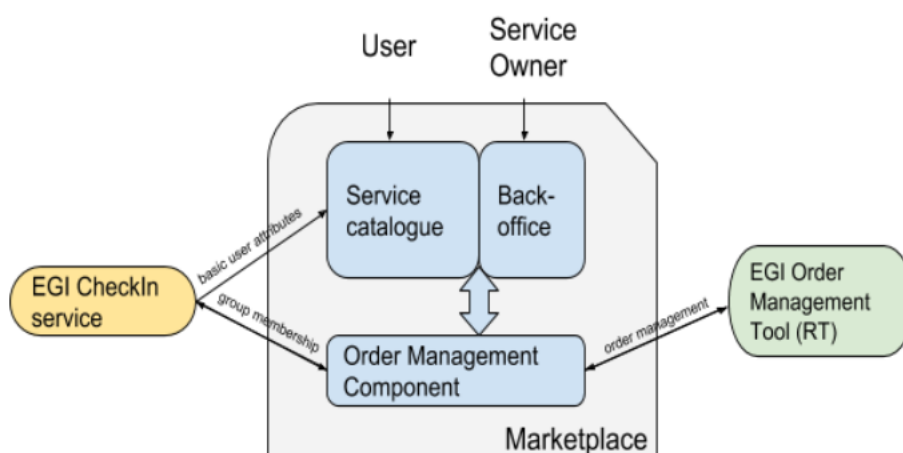 User
Service
Owner
Service
catalogue
Back-
office
basic user attributes
EGI CheckIn
service
group membership
EGI Order
Management
Tool (RT)
order management
Order Management
Component
Marketplace